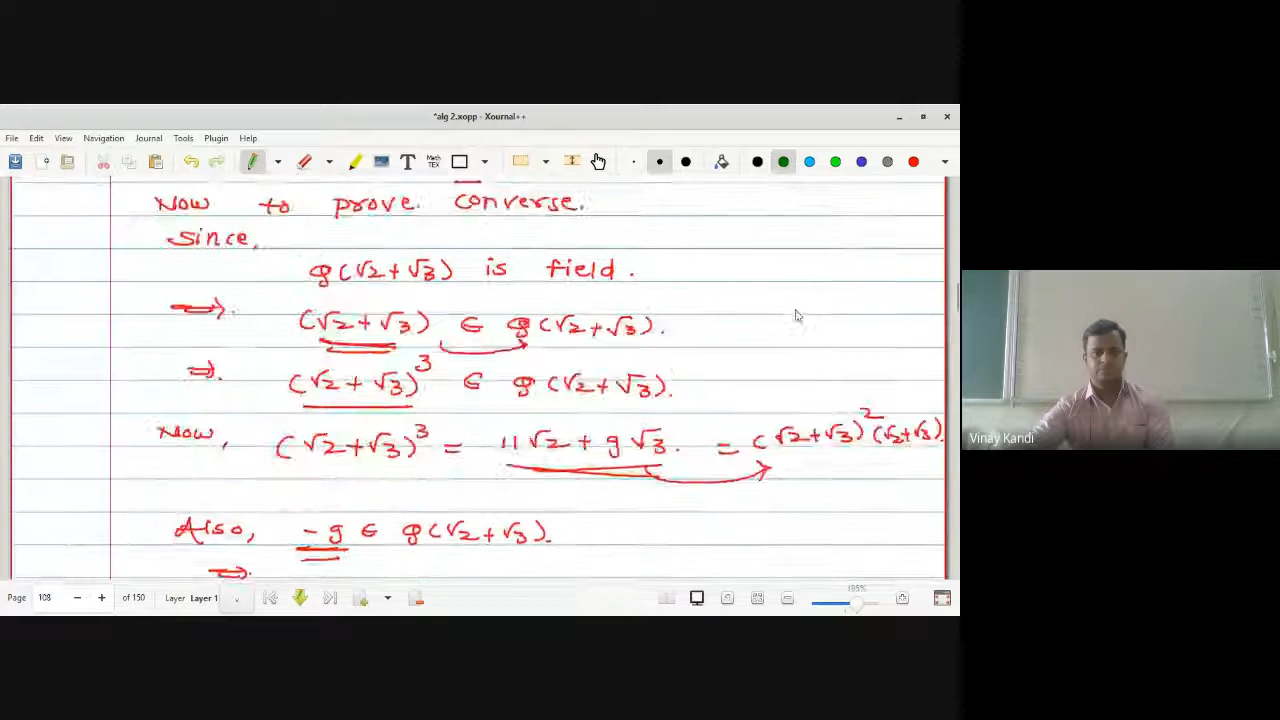 *alg 2.xopp - Xournal++
File Edit View Navigation Journal Tools Plugin Help
Now to prove converse.
Since,
Q(√2+√3) is field.
⇒ (√2+√3) ∈ Q(√2+√3).
⇒ (√2+√3)³ ∈ Q(√2+√3).
Now, (√2+√3)³ = 11√2 + 9√3. = (√2+√3)²(√2+√3).
Also, -9 ∈ Q(√2+√3).
⇒
Page 108 of 150 Layer Layer 1 195%
Vinay Kandi